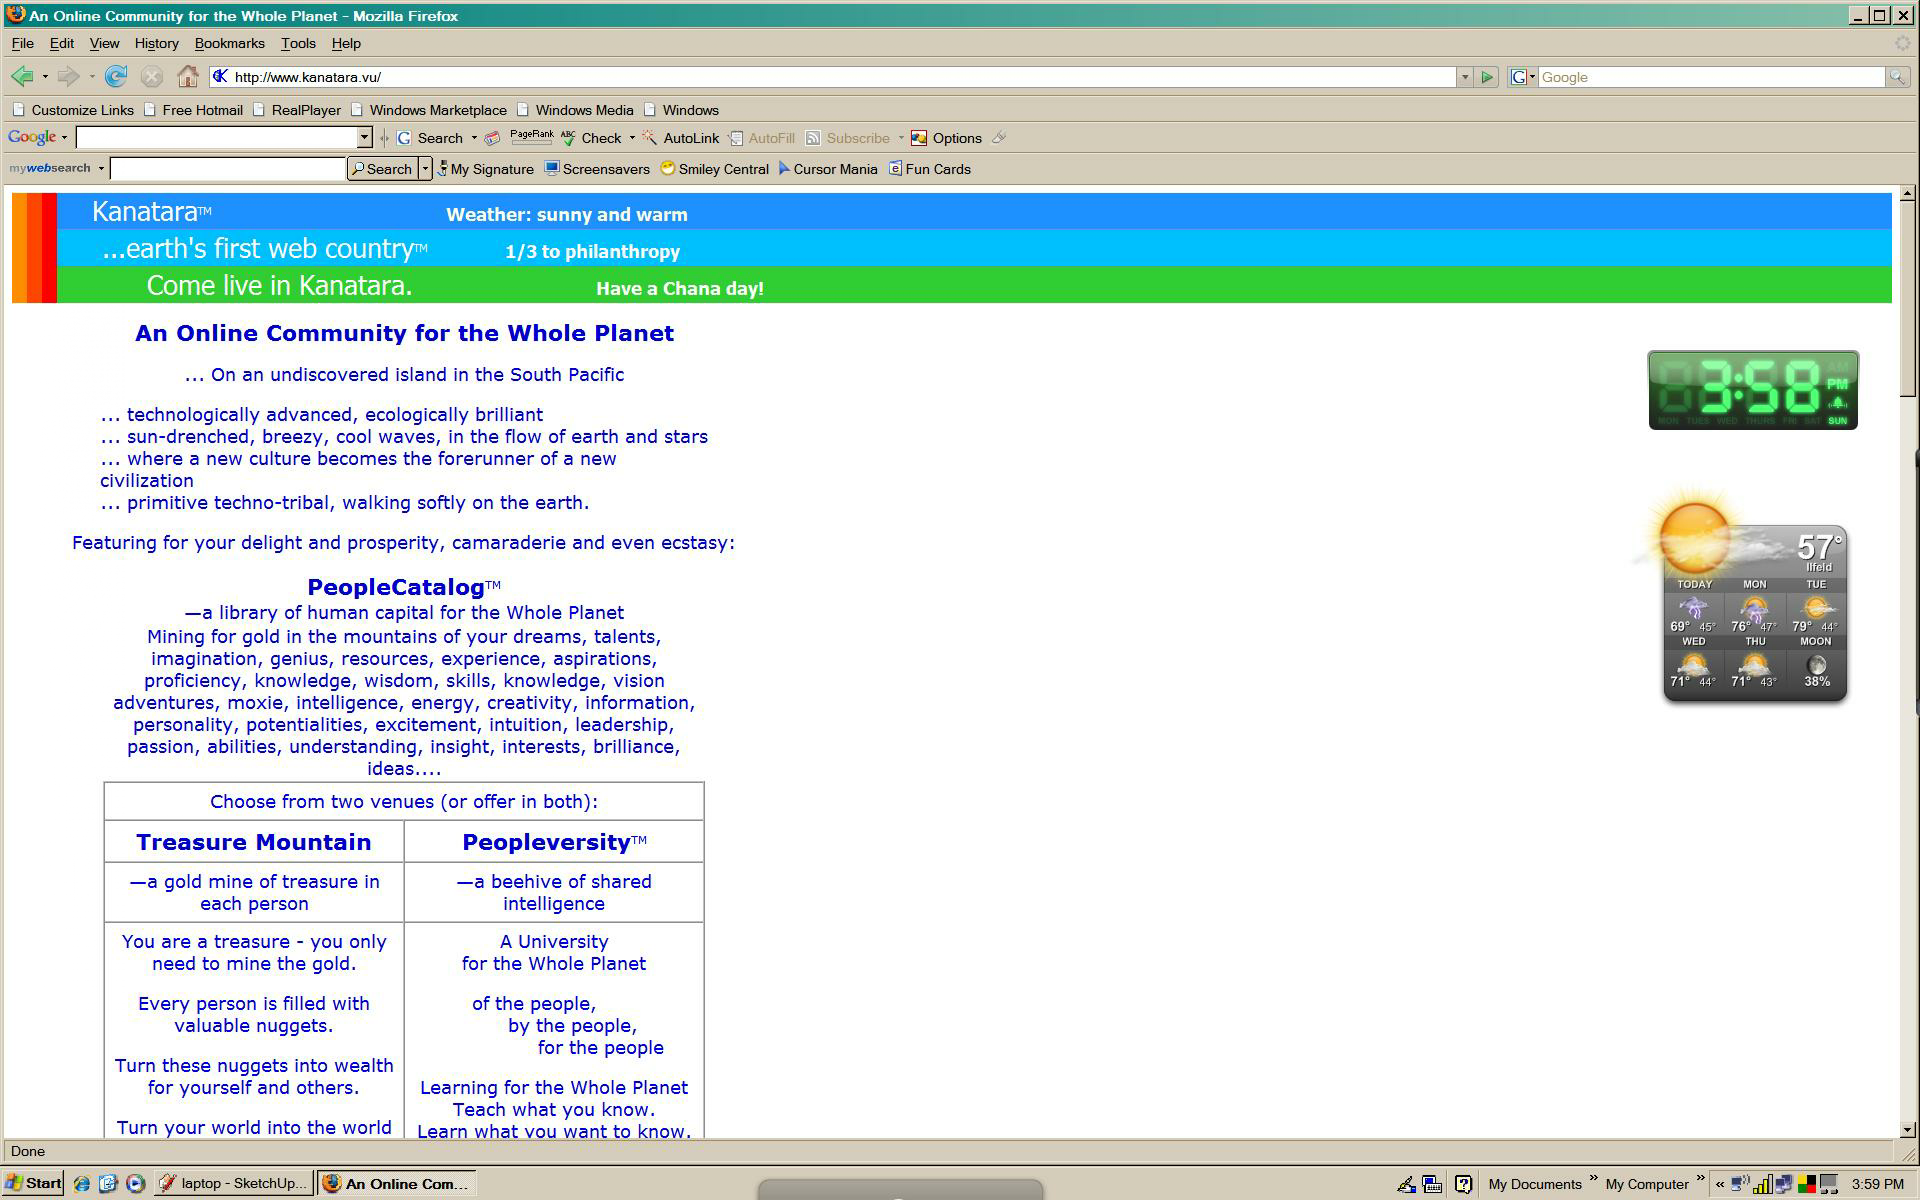 An Online Community for the Whole Planet - Mozilla Firefox
File Edit View History Bookmarks Tools Help
http://www.kanatara.vu/
Google
Customize Links Free Hotmail RealPlayer Windows Marketplace Windows Media Windows
Google Search PageRank ABC Check AutoLink AutoFill Subscribe Options
mywebsearch Search My Signature Screensavers Smiley Central Cursor Mania Fun Cards
Kanatara™ Weather: sunny and warm
...earth's first web country™ 1/3 to philanthropy
Come live in Kanatara. Have a Chana day!
An Online Community for the Whole Planet
... On an undiscovered island in the South Pacific
... technologically advanced, ecologically brilliant
... sun-drenched, breezy, cool waves, in the flow of earth and stars
... where a new culture becomes the forerunner of a new
civilization
... primitive techno-tribal, walking softly on the earth.
Featuring for your delight and prosperity, camaraderie and even ecstasy:
PeopleCatalog™
—a library of human capital for the Whole Planet
Mining for gold in the mountains of your dreams, talents,
imagination, genius, resources, experience, aspirations,
proficiency, knowledge, wisdom, skills, knowledge, vision
adventures, moxie, intelligence, energy, creativity, information,
personality, potentialities, excitement, intuition, leadership,
passion, abilities, understanding, insight, interests, brilliance,
ideas....
Choose from two venues (or offer in both):
Treasure Mountain
—a gold mine of treasure in
each person
You are a treasure - you only
need to mine the gold.
Every person is filled with
valuable nuggets.
Turn these nuggets into wealth
for yourself and others.
Turn your world into the world
Peopleversity™
—a beehive of shared
intelligence
A University
for the Whole Planet
of the people,
by the people,
for the people
Learning for the Whole Planet
Teach what you know.
Learn what you want to know.
3:58 AM PM
MON TUES WED THURS FRI SAT SUN
57°
Ilfeld
TODAY MON TUE
69° 45° 76° 47° 79° 44°
WED THU MOON
71° 44° 71° 43° 38%
Done
Start laptop - SketchUp... An Online Com... My Documents » My Computer » « 3:59 PM